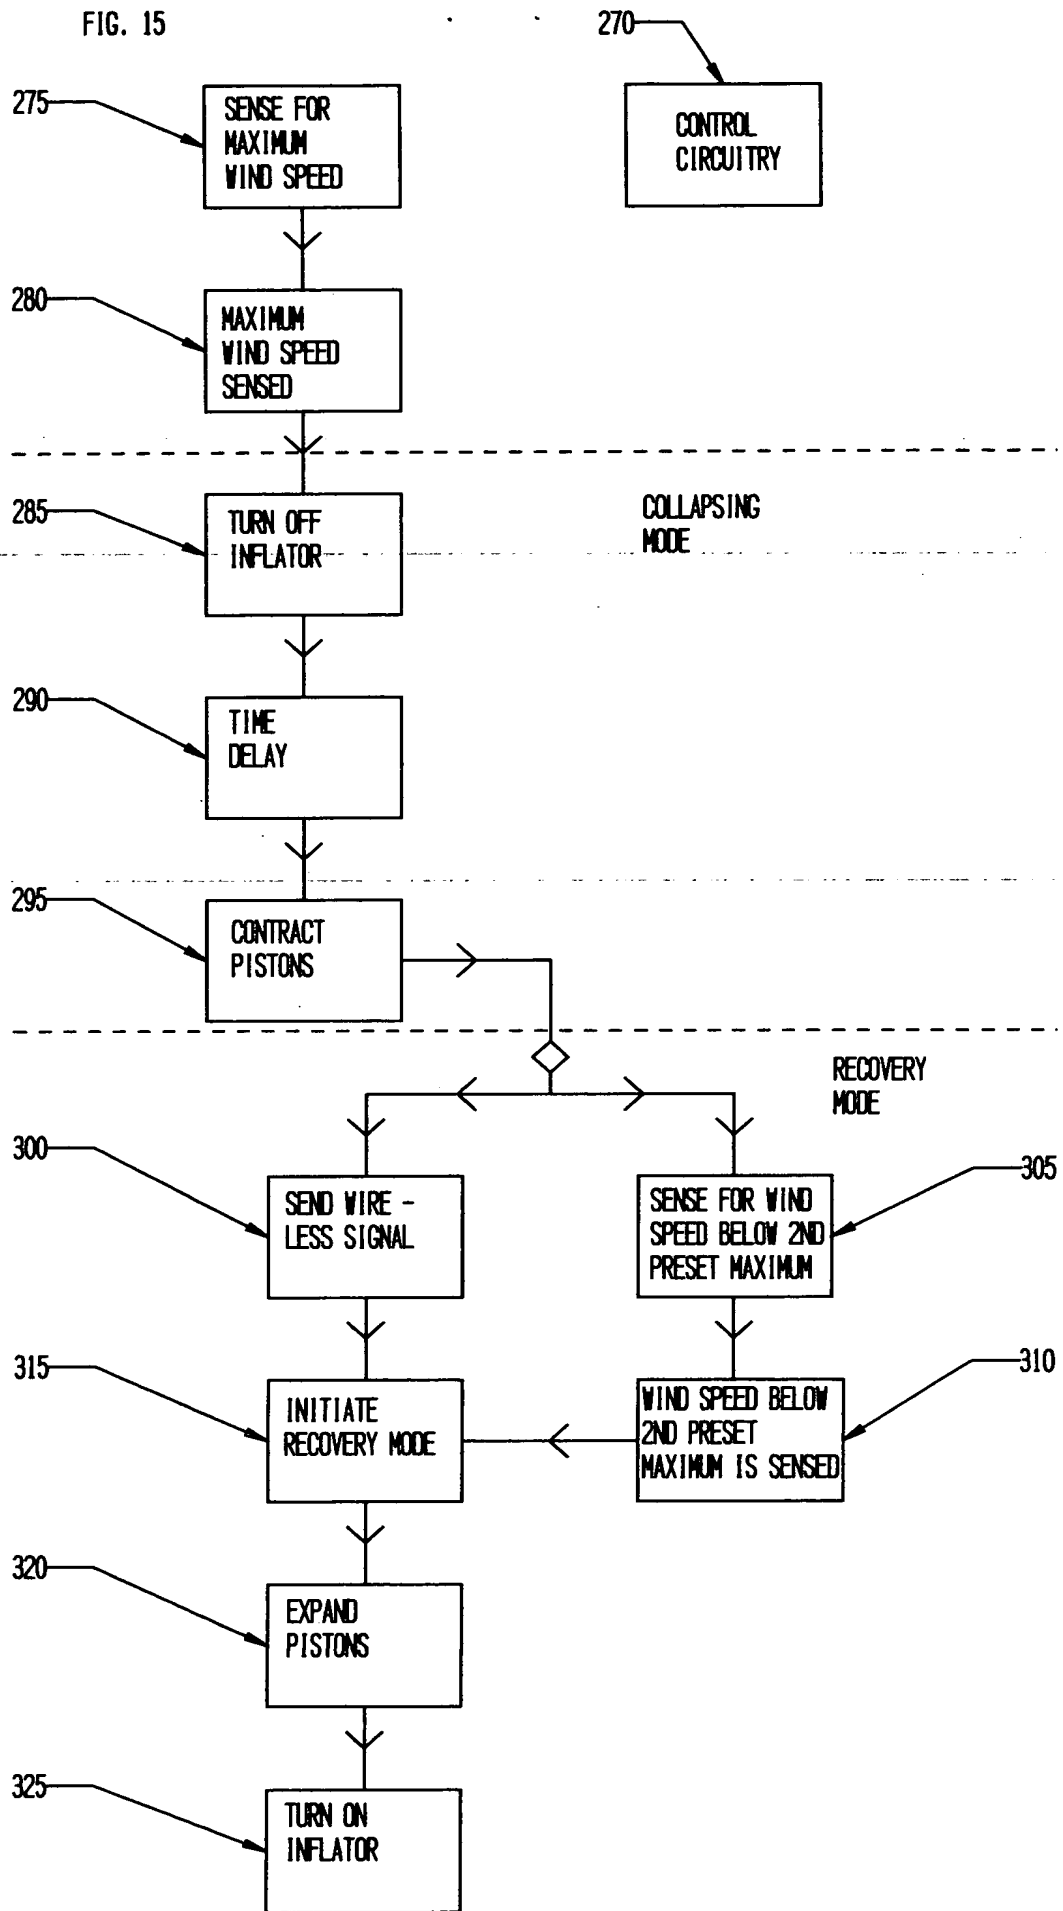 FIG. 15
270
275
SENSE FOR
MAXIMUM
WIND SPEED
CONTROL
CIRCUITRY
280
MAXIMUM
WIND SPEED
SENSED
285
TURN OFF
INFLATOR
COLLAPSING
MODE
290
TIME
DELAY
295
CONTRACT
PISTONS
RECOVERY
MODE
300
SEND WIRE -
LESS SIGNAL
305
SENSE FOR WIND
SPEED BELOW 2ND
PRESET MAXIMUM
315
INITIATE
RECOVERY MODE
310
WIND SPEED BELOW
2ND PRESET
MAXIMUM IS SENSED
320
EXPAND
PISTONS
325
TURN ON
INFLATOR